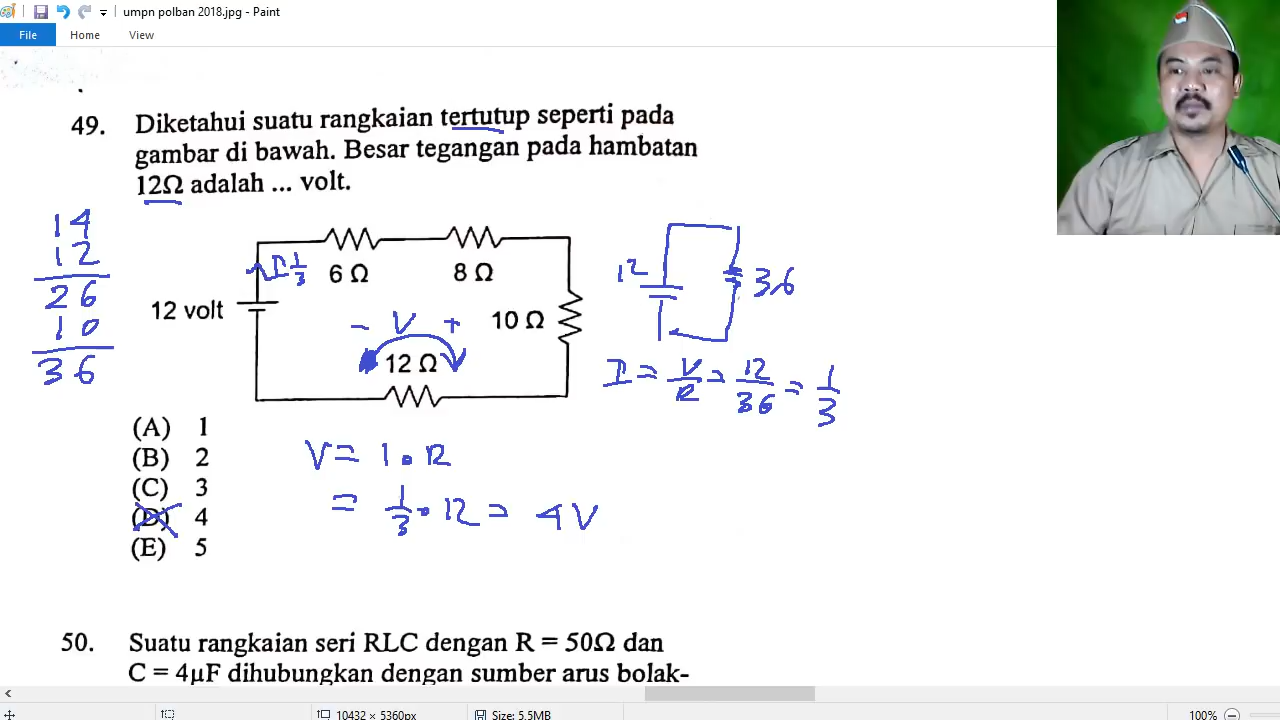 umpn polban 2018.jpg - Paint
File Home View
49. Diketahui suatu rangkaian tertutup seperti pada
gambar di bawah. Besar tegangan pada hambatan
12Ω adalah ... volt.
14
12
26
10
36
I 1/3
6 Ω
8 Ω
12 volt
10 Ω
- V +
12 Ω
12
36
I = V/R = 12/36 = 1/3
(A) 1
(B) 2
(C) 3
(D) 4
(E) 5
V = I . R
= 1/3 . 12 = 4V
50. Suatu rangkaian seri RLC dengan R = 50Ω dan
C = 4µF dihubungkan dengan sumber arus bolak-
10432 × 5360px
Size: 5.5MB
100%